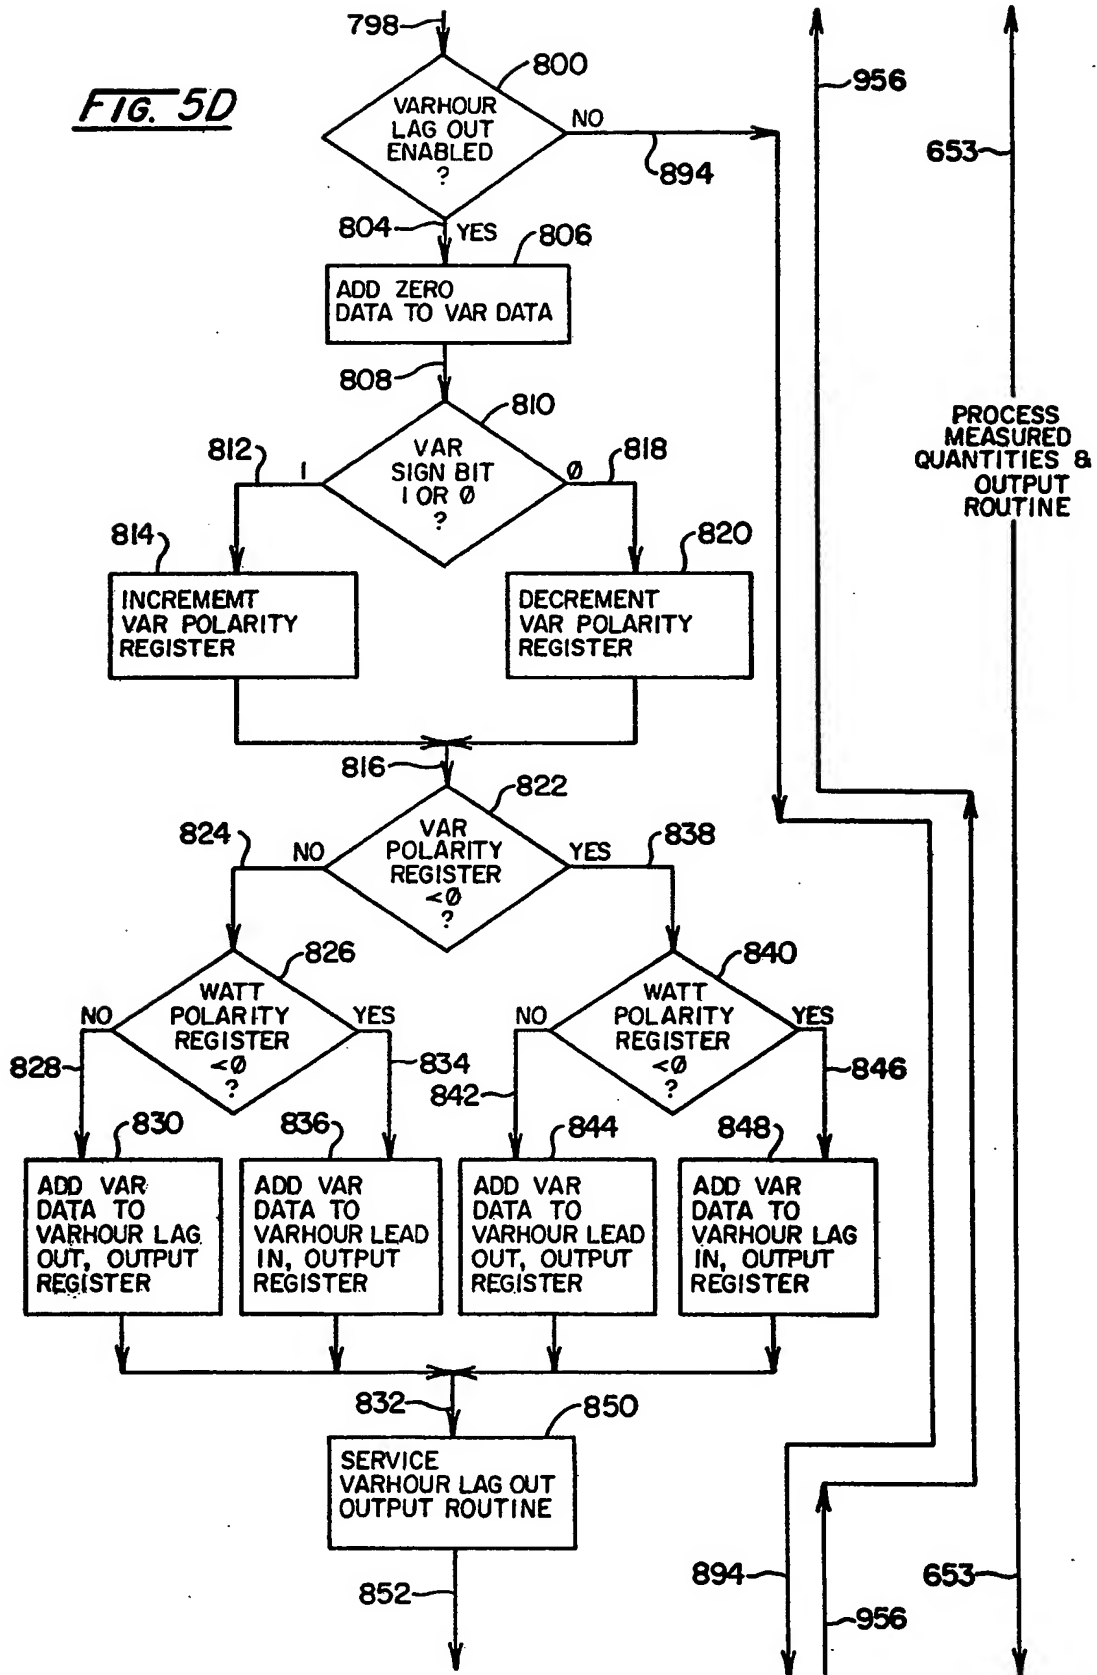 798
956
800
FIG. 5D
VARHOUR
LAG OUT
ENABLED
?
NO
894
653
804
YES
806
ADD ZERO
DATA TO VAR DATA
808
810
PROCESS
MEASURED
QUANTITIES &
OUTPUT
ROUTINE
812
1
VAR
SIGN BIT
1 OR Ø
?
Ø
818
814
820
INCREMEMT
VAR POLARITY
REGISTER
DECREMENT
VAR POLARITY
REGISTER
816
822
824
NO
VAR
POLARITY
REGISTER
<Ø
?
YES
838
826
840
NO
WATT
POLARITY
REGISTER
<Ø
?
YES
NO
WATT
POLARITY
REGISTER
<Ø
?
YES
828
834
842
846
830
836
844
848
ADD VAR
DATA TO
VARHOUR LAG
OUT, OUTPUT
REGISTER
ADD VAR
DATA TO
VARHOUR LEAD
IN, OUTPUT
REGISTER
ADD VAR
DATA TO
VARHOUR LEAD
OUT, OUTPUT
REGISTER
ADD VAR
DATA TO
VARHOUR LAG
IN, OUTPUT
REGISTER
832
850
SERVICE
VARHOUR LAG OUT
OUTPUT ROUTINE
852
894
653
956